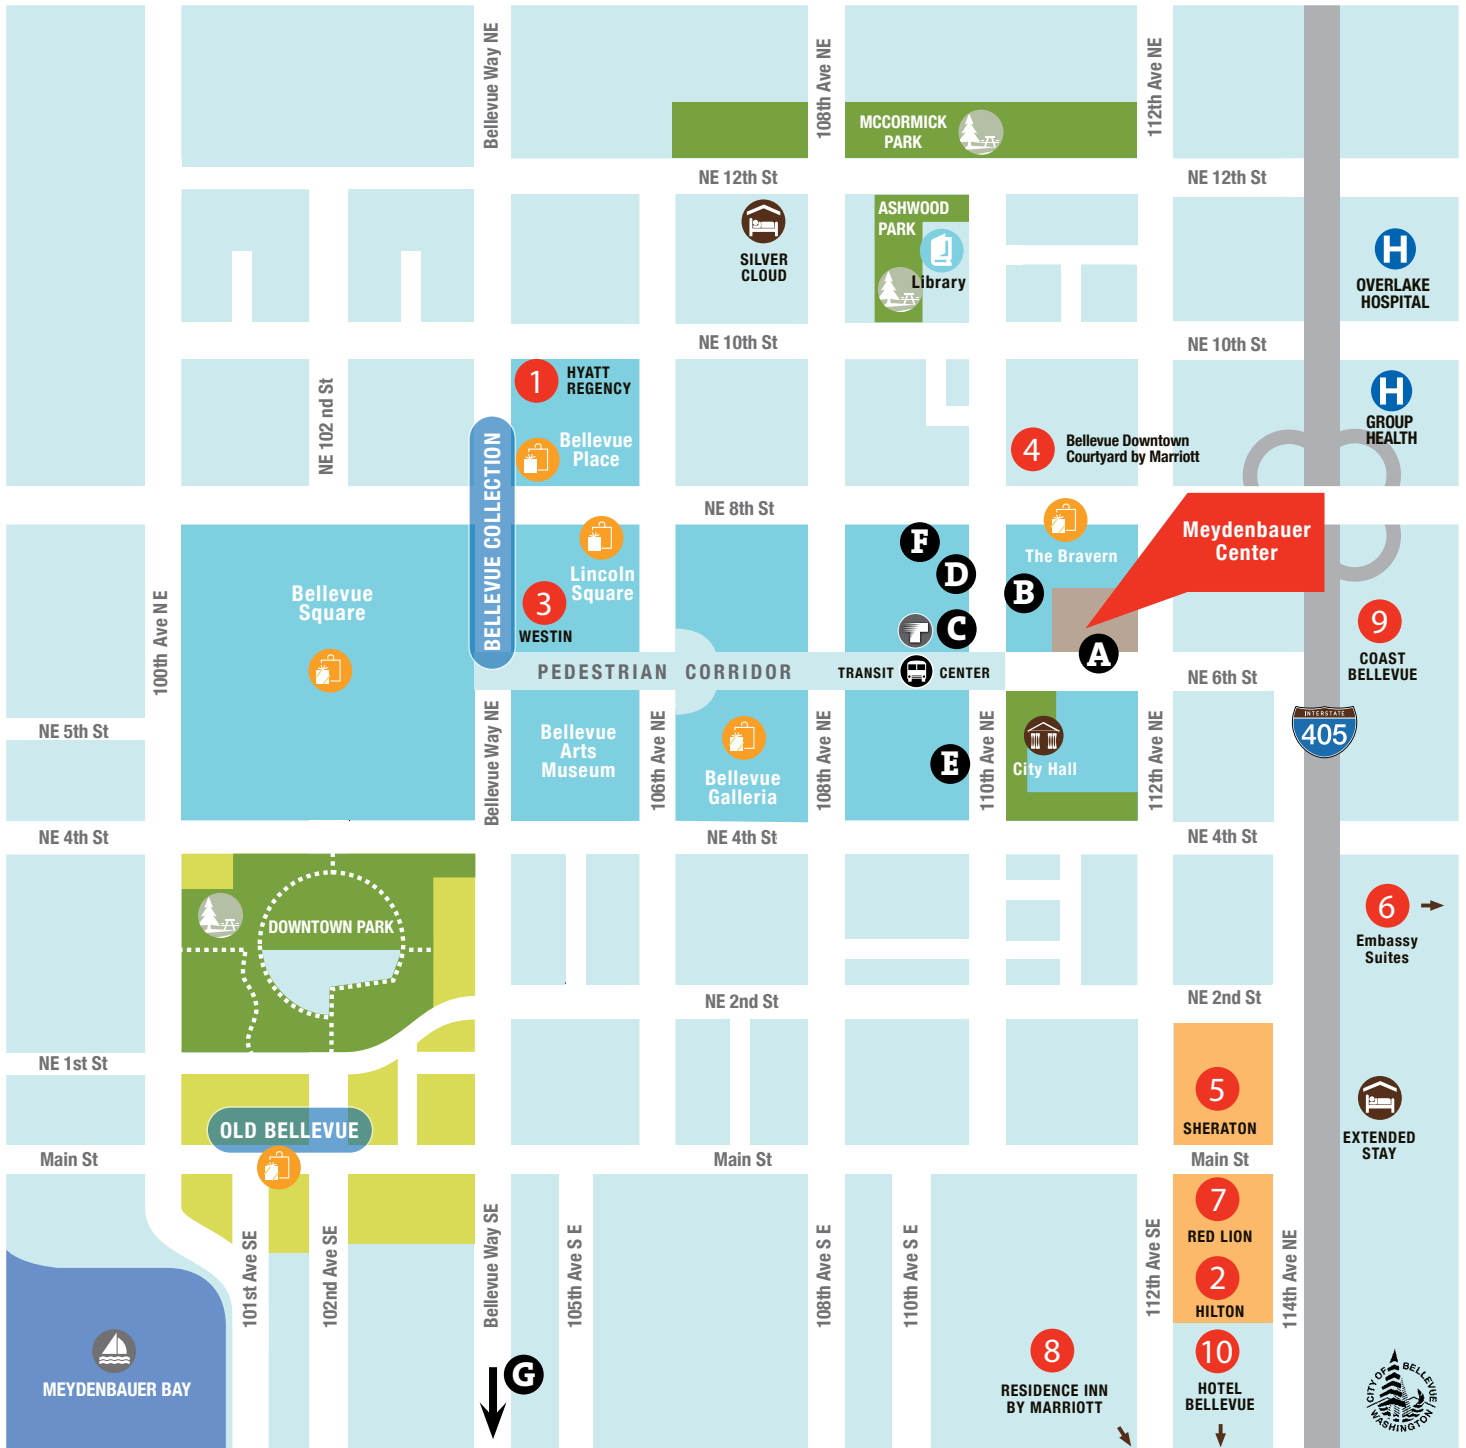 Bellevue Way NE
108th Ave NE
112th Ave NE
MCCORMICK
PARK
NE 12th St
NE 12th St
SILVER
CLOUD
ASHWOOD
PARK
Library
H
OVERLAKE
HOSPITAL
NE 10th St
NE 10th St
NE 102 nd St
1
HYATT
REGENCY
Bellevue
Place
BELLEVUE COLLECTION
4
Bellevue Downtown
Courtyard by Marriott
H
GROUP
HEALTH
NE 8th St
Meydenbauer
Center
The Bravern
F
D
B
C
A
Lincoln
Square
3
WESTIN
Bellevue
Square
100th Ave NE
9
COAST
BELLEVUE
PEDESTRIAN CORRIDOR
TRANSIT
CENTER
NE 6th St
NE 5th St
Bellevue Way NE
Bellevue
Arts
Museum
106th Ave NE
Bellevue
Galleria
108th Ave NE
E
110th Ave NE
City Hall
112th Ave NE
INTERSTATE
405
NE 4th St
NE 4th St
NE 4th St
DOWNTOWN PARK
6
Embassy
Suites
NE 2nd St
NE 2nd St
NE 1st St
5
SHERATON
OLD BELLEVUE
EXTENDED
STAY
Main St
Main St
Main St
101st Ave SE
102nd Ave SE
Bellevue Way SE
105th Ave S E
108th Ave S E
110th Ave S E
112th Ave SE
114th Ave NE
7
RED LION
2
HILTON
MEYDENBAUER BAY
G
8
RESIDENCE INN
BY MARRIOTT
10
HOTEL
BELLEVUE
CITY OF BELLEVUE
WASHINGTON